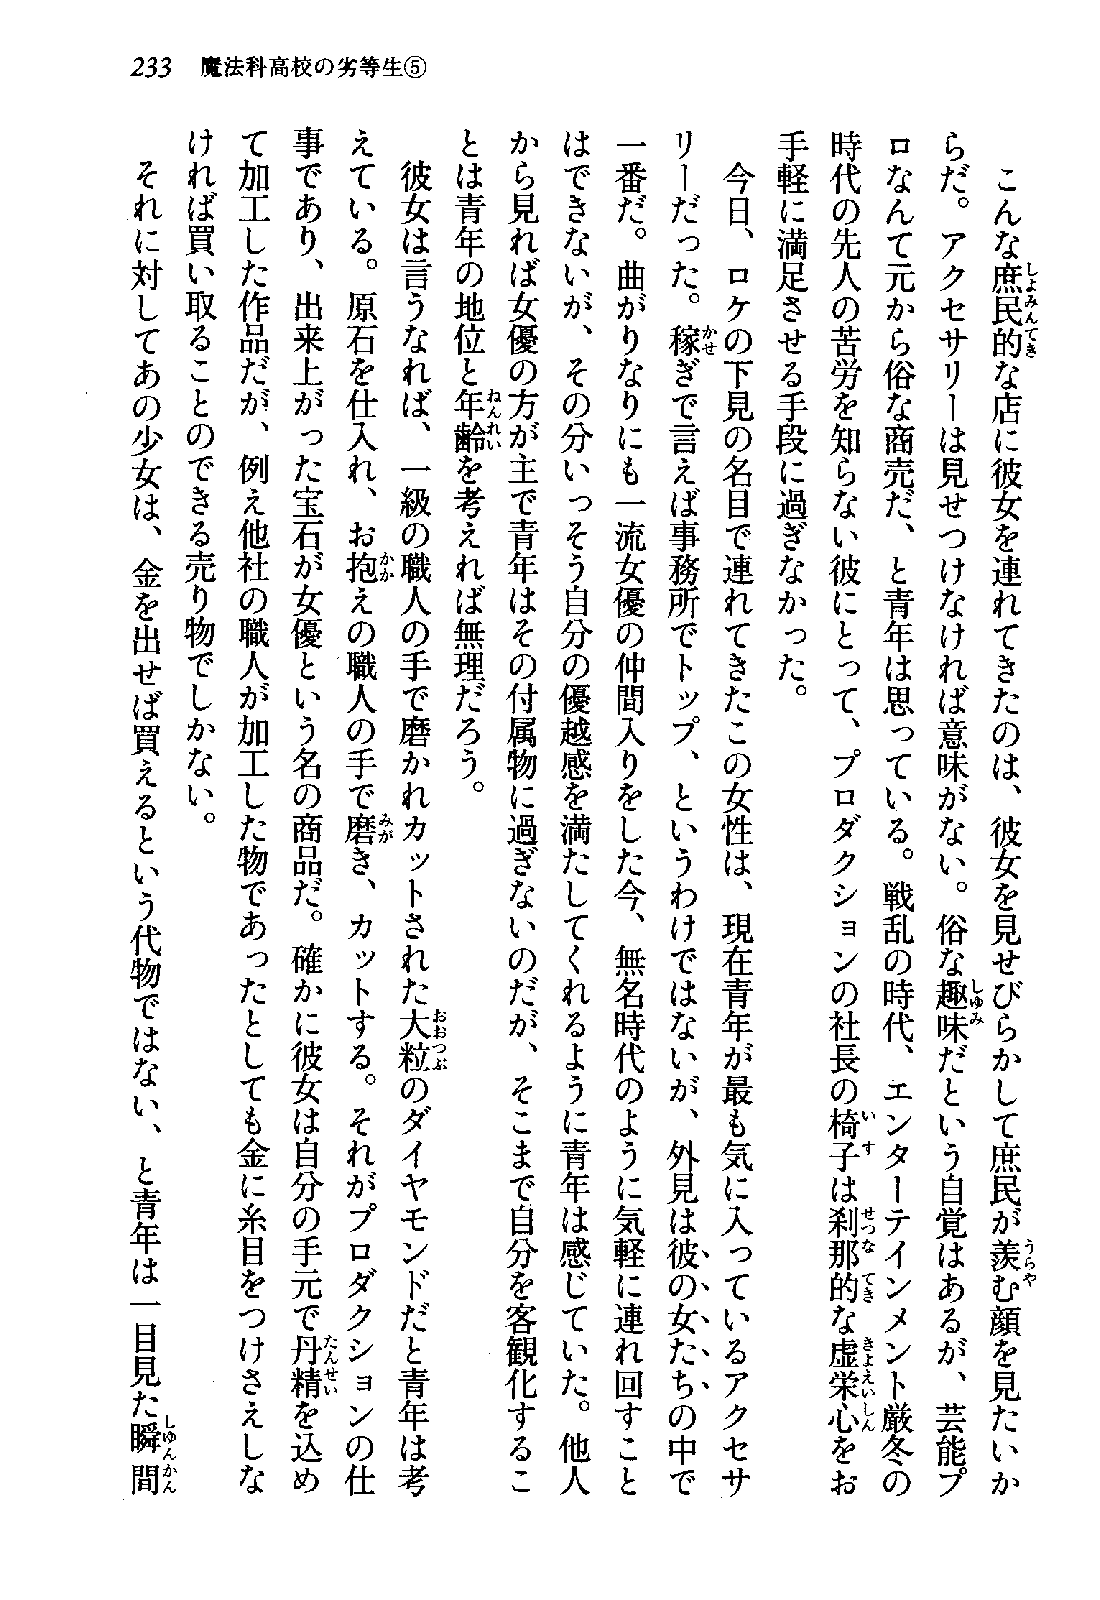 233 魔法科高校の劣等生⑤
こんな庶民的な店に彼女を連れてきたのは、彼女を見せびらかして庶民が羨む顔を見たいか
らだ。アクセサリーは見せつけなければ意味がない。俗な趣味だという自覚はあるが、芸能プ
ロなんて元から俗な商売だ、と青年は思っている。戦乱の時代、エンターテインメント厳冬の
時代の先人の苦労を知らない彼にとって、プロダクションの社長の椅子は刹那的な虚栄心をお
手軽に満足させる手段に過ぎなかった。
今日、ロケの下見の名目で連れてきたこの女性は、現在青年が最も気に入っているアクセサ
リーだった。稼ぎで言えば事務所でトップ、というわけではないが、外見は彼の女たちの中で
一番だ。曲がりなりにも一流女優の仲間入りをした今、無名時代のように気軽に連れ回すこと
はできないが、その分いっそう自分の優越感を満たしてくれるように青年は感じていた。他人
から見れば女優の方が主で青年はその付属物に過ぎないのだが、そこまで自分を客観化するこ
とは青年の地位と年齢を考えれば無理だろう。
彼女は言うなれば、一級の職人の手で磨かれカットされた大粒のダイヤモンドだと青年は考
えている。原石を仕入れ、お抱えの職人の手で磨き、カットする。それがプロダクションの仕
事であり、出来上がった宝石が女優という名の商品だ。確かに彼女は自分の手元で丹精を込め
て加工した作品だが、例え他社の職人が加工した物であったとしても金に糸目をつけさえしな
ければ買い取ることのできる売り物でしかない。
それに対してあの少女は、金を出せば買えるという代物ではない、と青年は一目見た瞬間